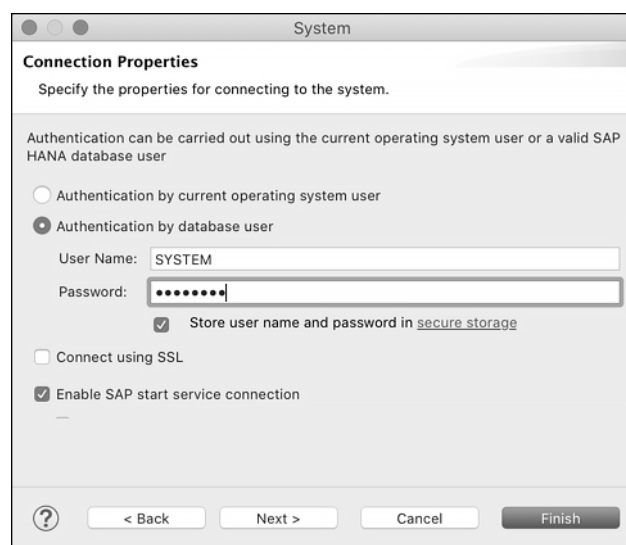 System
Connection Properties
Specify the properties for connecting to the system.
Authentication can be carried out using the current operating system user or a valid SAP
HANA database user
Authentication by current operating system user
Authentication by database user
User Name: SYSTEM
Password: ••••••••
Store user name and password in secure storage
Connect using SSL
Enable SAP start service connection
? < Back Next > Cancel Finish